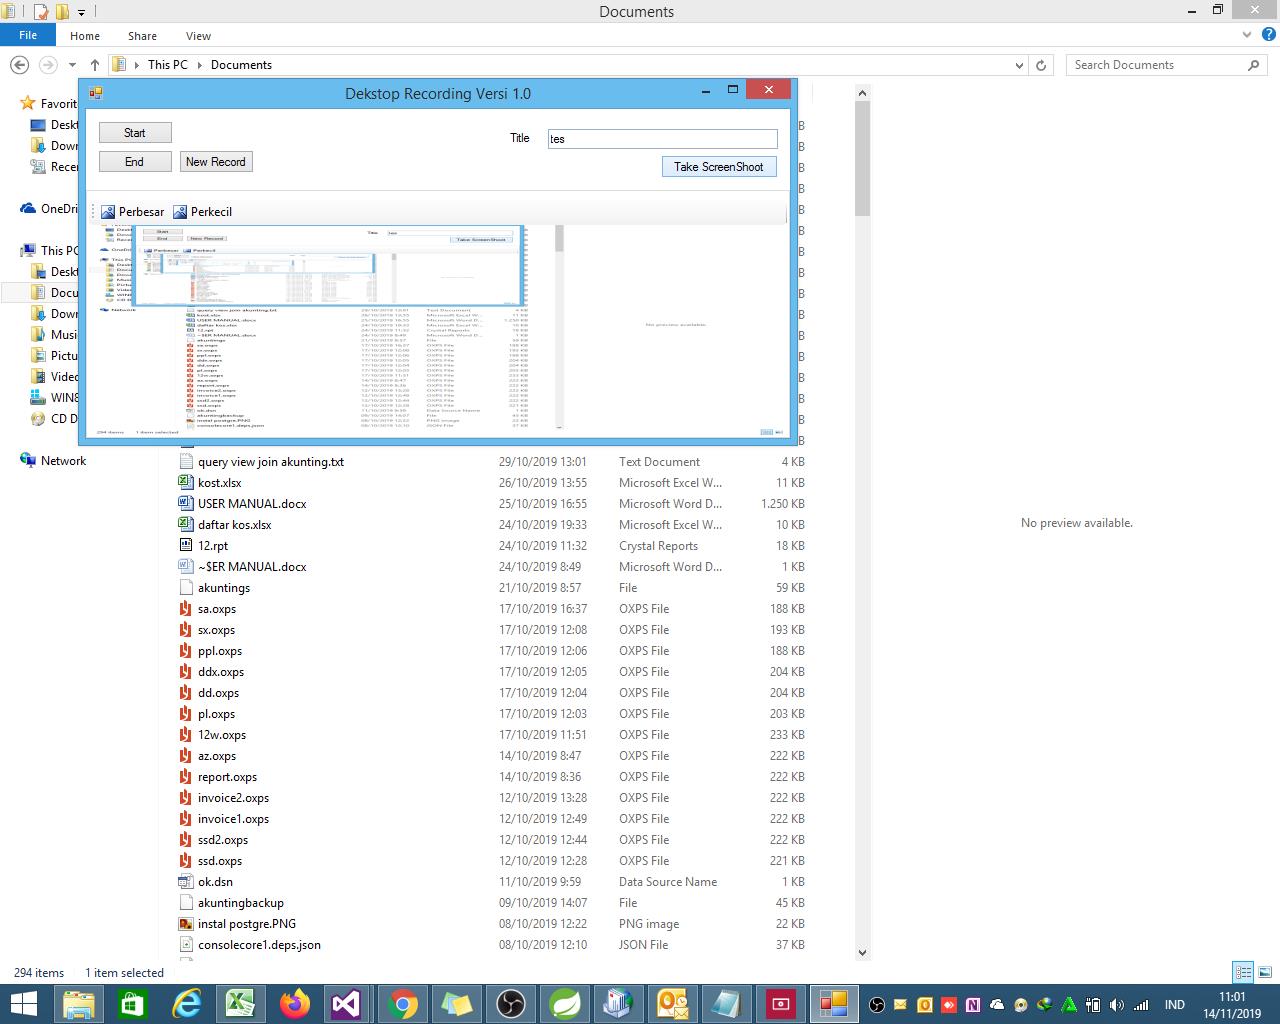 Documents
File Home Share View
This PC Documents
Search Documents
Favorit
Deskt
Down
Recen
OneDri
This PC
Deskt
Docu
Down
Music
Pictu
Video
WIN8
CD D
Network
Dekstop Recording Versi 1.0
Start
Title tes
End New Record
Take ScreenShoot
Perbesar Perkecil
Start
Title tes
End New Record
Take ScreenShoot
Perbesar Perkecil
Network
query view join akunting.txt 29/10/2019 13:01 Text Document 4 KB
kost.xlsx 26/10/2019 13:55 Microsoft Excel W... 11 KB
USER MANUAL.docx 25/10/2019 16:55 Microsoft Word D... 1.250 KB
daftar kos.xlsx 24/10/2019 19:33 Microsoft Excel W... 10 KB
12.rpt 24/10/2019 11:32 Crystal Reports 18 KB
~$ER MANUAL.docx 24/10/2019 8:49 Microsoft Word D... 1 KB
akuntings 21/10/2019 8:57 File 59 KB
sa.oxps 17/10/2019 16:37 OXPS File 188 KB
sx.oxps 17/10/2019 12:08 OXPS File 193 KB
ppl.oxps 17/10/2019 12:06 OXPS File 188 KB
ddx.oxps 17/10/2019 12:05 OXPS File 204 KB
dd.oxps 17/10/2019 12:04 OXPS File 204 KB
pl.oxps 17/10/2019 12:03 OXPS File 203 KB
12w.oxps 17/10/2019 11:51 OXPS File 233 KB
az.oxps 14/10/2019 8:47 OXPS File 222 KB
report.oxps 14/10/2019 8:36 OXPS File 222 KB
invoice2.oxps 12/10/2019 13:28 OXPS File 222 KB
invoice1.oxps 12/10/2019 12:49 OXPS File 222 KB
ssd2.oxps 12/10/2019 12:44 OXPS File 222 KB
ssd.oxps 12/10/2019 12:28 OXPS File 221 KB
ok.dsn 11/10/2019 9:59 Data Source Name 1 KB
akuntingbackup 09/10/2019 14:07 File 45 KB
instal postgre.PNG 08/10/2019 12:22 PNG image 22 KB
consolecore1.deps.json 08/10/2019 12:10 JSON File 37 KB
No preview available.
294 items 1 item selected
IND
11:01
14/11/2019